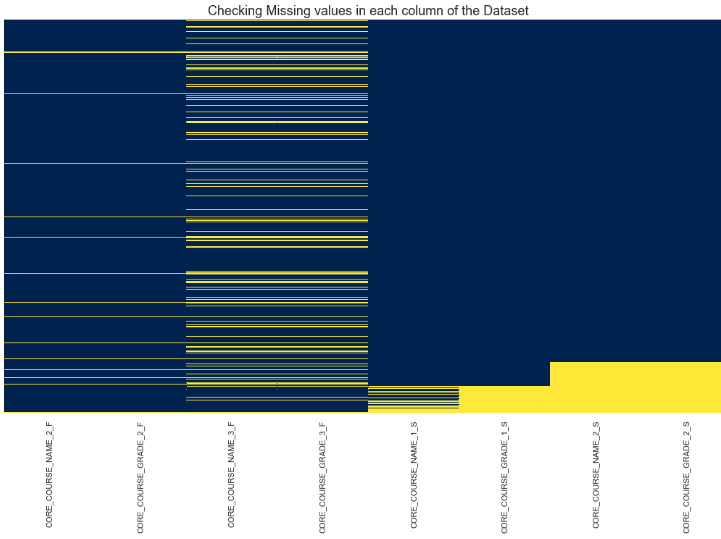 Checking Missing values in each column of the Dataset
CORE_COURSE_NAME_2_F
CORE_COURSE_GRADE_2_F
CORE_COURSE_NAME_3_F
CORE_COURSE_GRADE_3_F
CORE_COURSE_NAME_1_S
CORE_COURSE_GRADE_1_S
CORE_COURSE_NAME_2_S
CORE_COURSE_GRADE_2_S